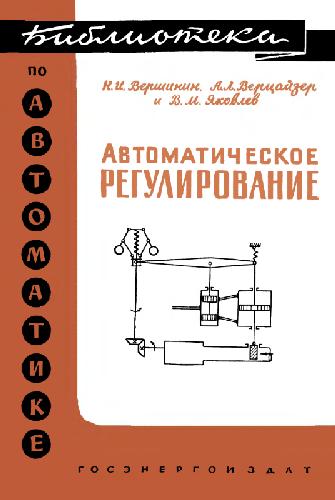 Библиотека
ПО
АВТОМАТИКЕ
Н.И. Вершинин, А.Л. Верцайзер
и В.М. Яковлев
АВТОМАТИЧЕСКОЕ
РЕГУЛИРОВАНИЕ
ГОСЭНЕРГОИЗДАТ